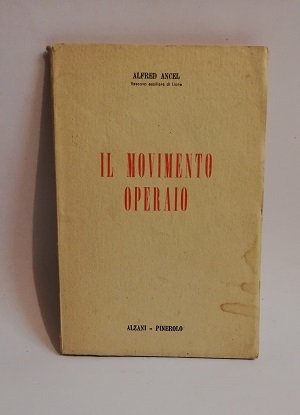 ALFRED ANCEL
Vescovo ausiliare di Lione
IL MOVIMENTO
OPERAIO
ALZANI - PINEROLO